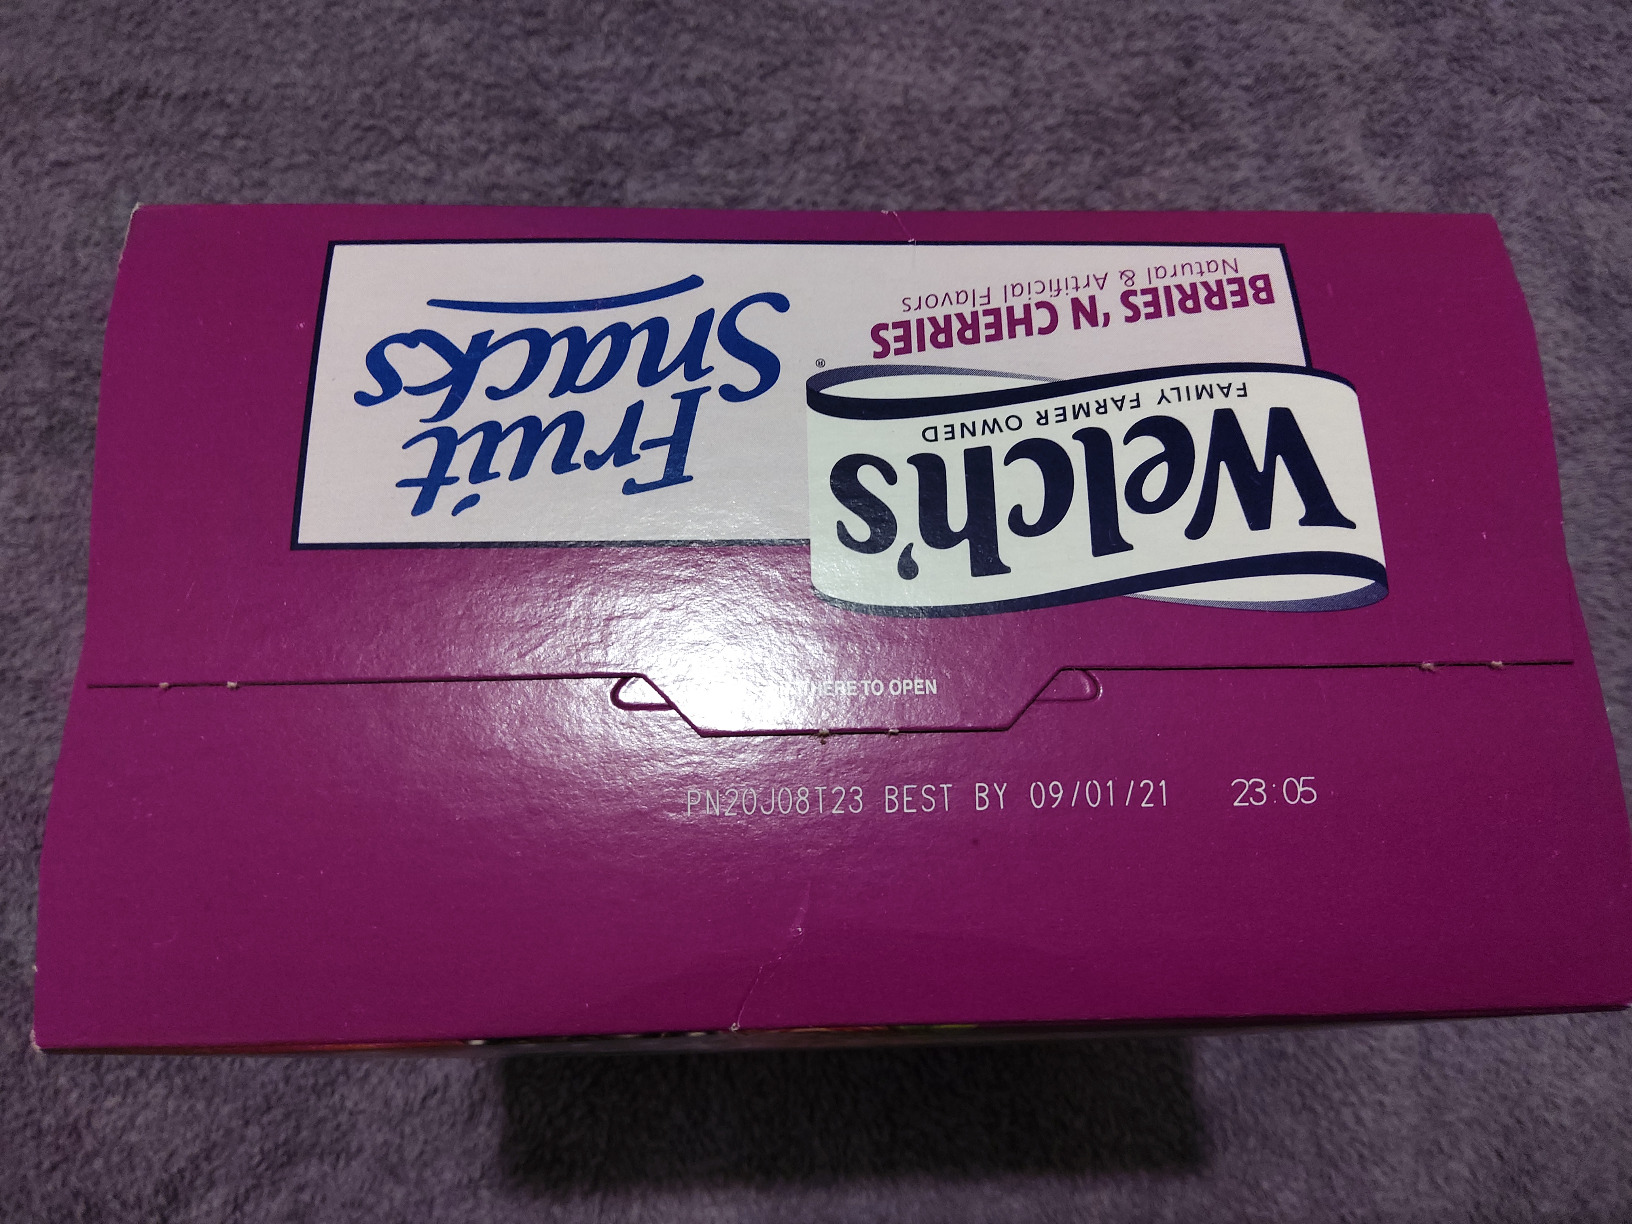 Welch's
FAMILY FARMER OWNED
®
BERRIES 'N CHERRIES
Natural & Artificial Flavors
Fruit
Snacks
HERE TO OPEN
PN20J08T23 BEST BY 09/01/21 23:05